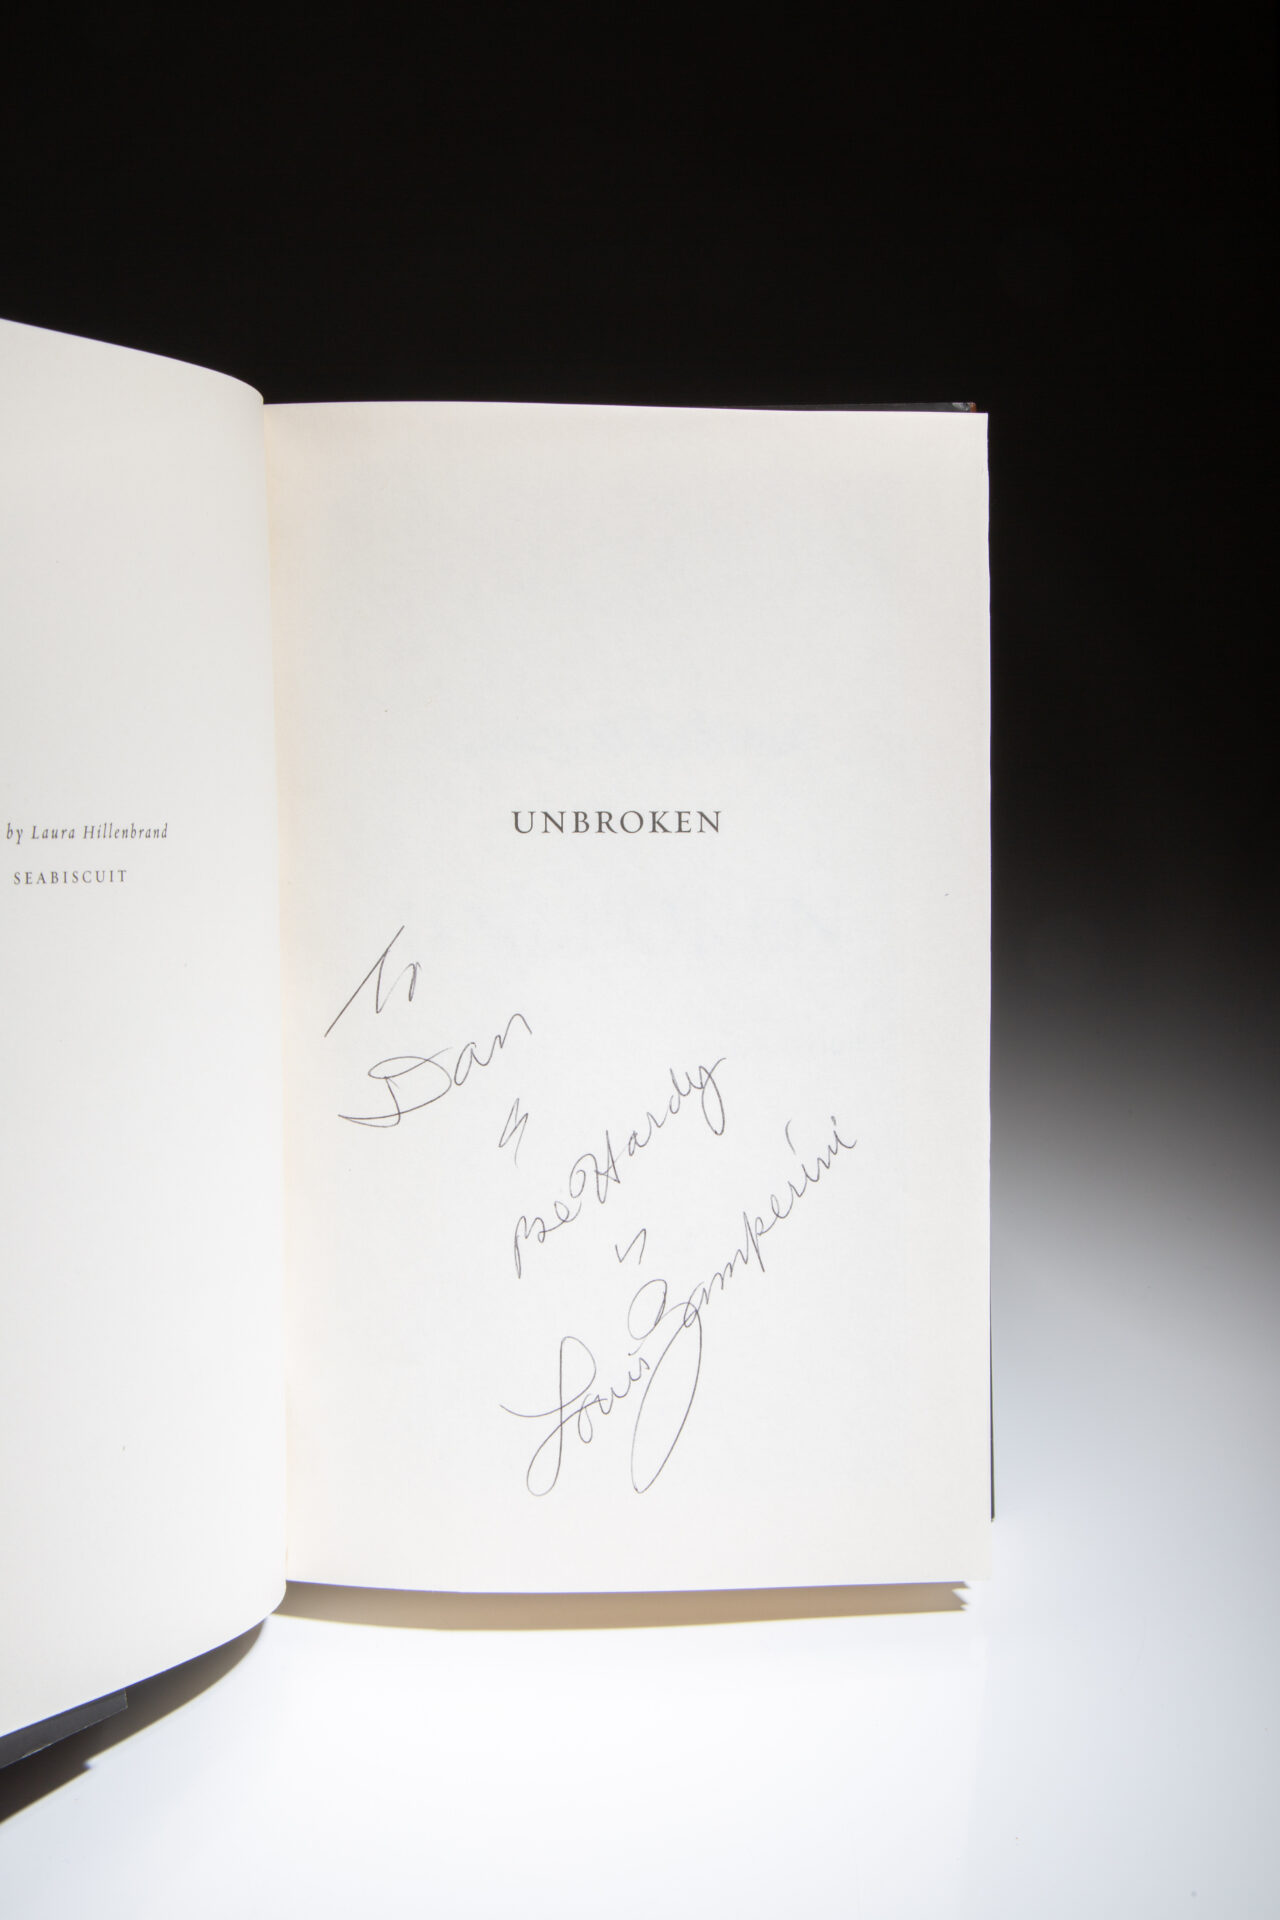 by Laura Hillenbrand
SEABISCUIT
UNBROKEN
To
Dan
Be Hardy
Louis Zamperini